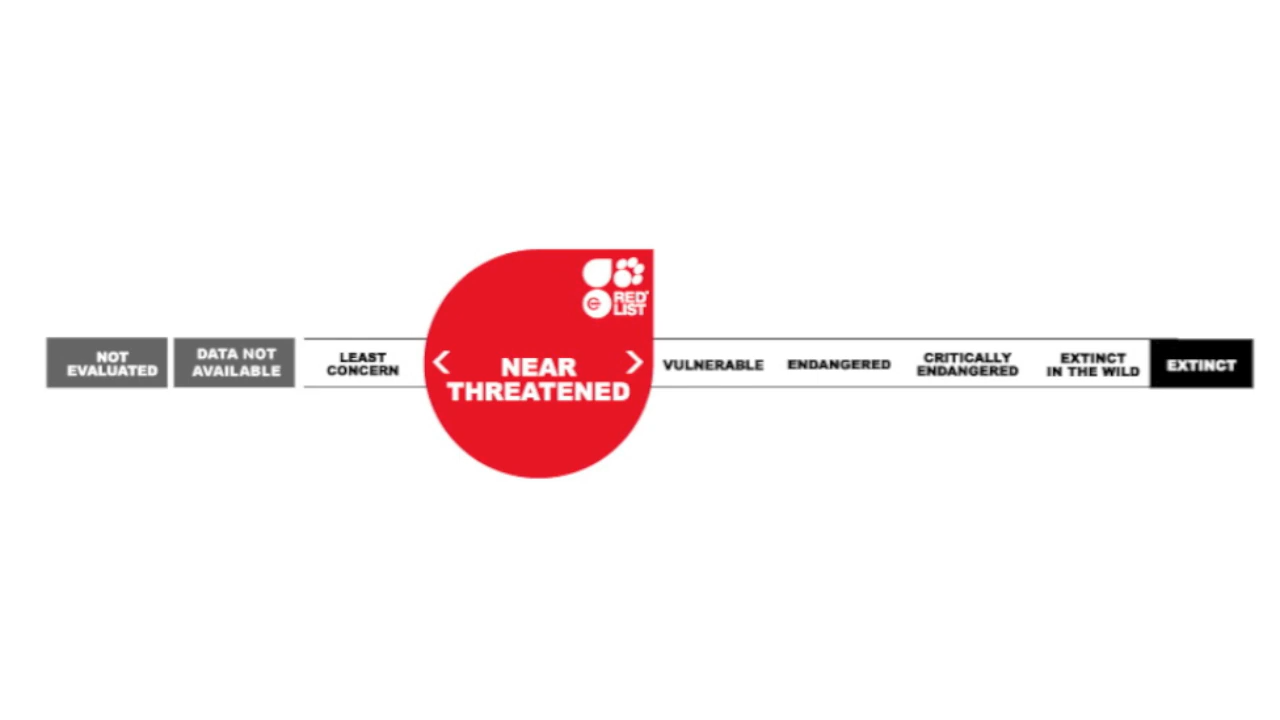 NOT
EVALUATED
DATA NOT
AVAILABLE
LEAST
CONCERN
e
RED
LIST
< NEAR >
THREATENED
VULNERABLE
ENDANGERED
CRITICALLY
ENDANGERED
EXTINCT
IN THE WILD
EXTINCT